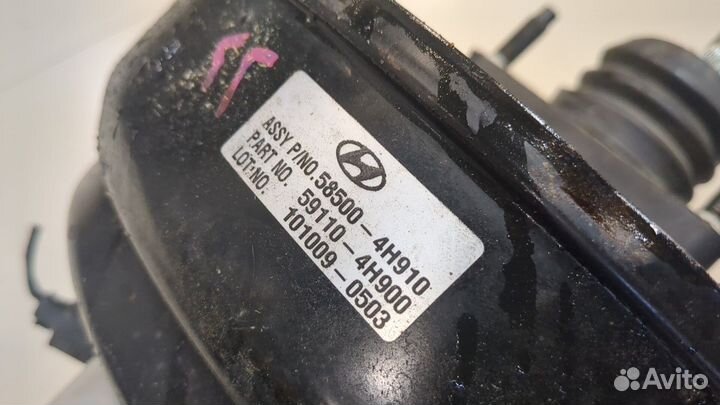 ASSY P/NO.58500-4H910
PART NO. 59110-4H900
LOT-NO. 101009-0503
Avito